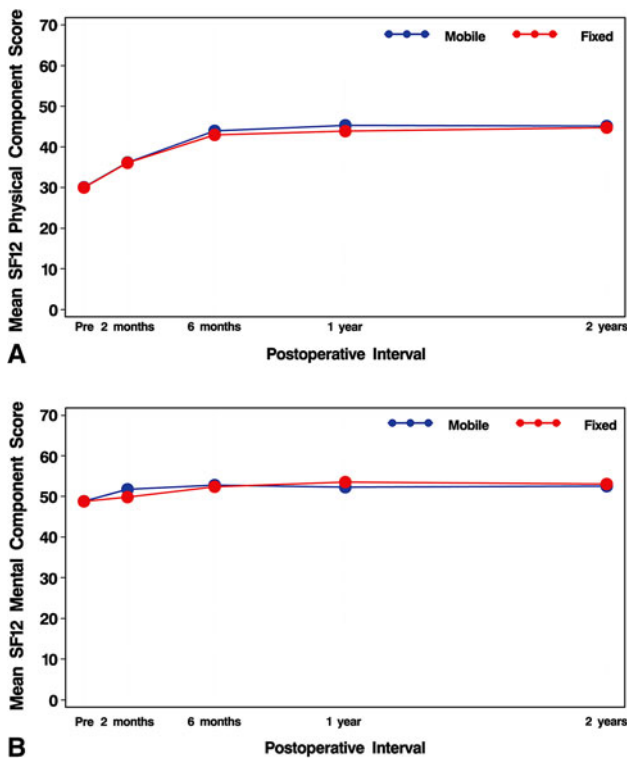 Mean SF12 Physical Component Score
70
60
50
40
30
20
10
0
Mobile Fixed
Pre 2 months 6 months 1 year 2 years
Postoperative Interval
A
Mean SF12 Mental Component Score
70
60
50
40
30
20
10
0
Mobile Fixed
Pre 2 months 6 months 1 year 2 years
Postoperative Interval
B